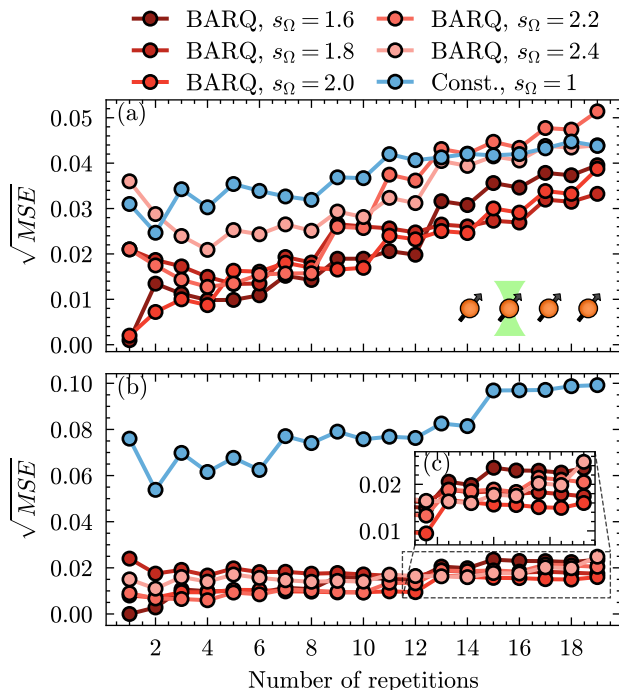 BARQ, s_Ω = 1.6
BARQ, s_Ω = 1.8
BARQ, s_Ω = 2.0
BARQ, s_Ω = 2.2
BARQ, s_Ω = 2.4
Const., s_Ω = 1
(a)
0.05
0.04
0.03
0.02
0.01
0.00
√MSE
(b)
0.10
0.08
0.06
0.04
0.02
0.00
√MSE
(c)
0.02
0.01
2 4 6 8 10 12 14 16 18
Number of repetitions